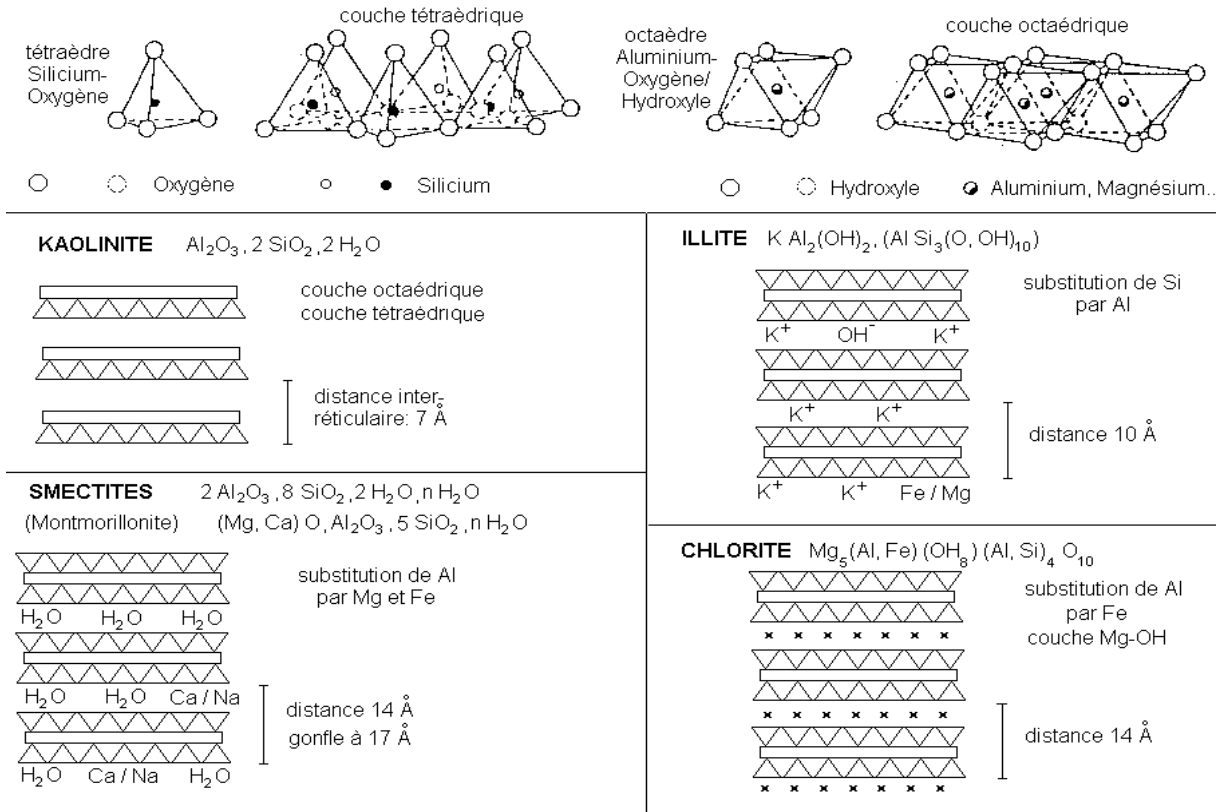 couche tétraèdrique
tétraèdre
Silicium-
Oxygène
Oxygène
Silicium
couche octaédrique
octaèdre
Aluminium-
Oxygène/
Hydroxyle
Hydroxyle
Aluminium, Magnésium..
KAOLINITE Al₂O₃, 2 SiO₂, 2 H₂O
couche octaédrique
couche tétraèdrique
distance inter-
réticulaire: 7 Å
ILLITE K Al₂(OH)₂, (Al Si₃(O, OH)₁₀)
substitution de Si
par Al
K⁺ OH⁻ K⁺
K⁺ K⁺
distance 10 Å
K⁺ K⁺ Fe / Mg
SMECTITES 2 Al₂O₃, 8 SiO₂, 2 H₂O, n H₂O
(Montmorillonite) (Mg, Ca) O, Al₂O₃, 5 SiO₂, n H₂O
substitution de Al
par Mg et Fe
H₂O H₂O H₂O
H₂O H₂O Ca / Na
distance 14 Å
gonfle à 17 Å
H₂O Ca / Na H₂O
CHLORITE Mg₅(Al, Fe) (OH₈) (Al, Si)₄ O₁₀
substitution de Al
par Fe
couche Mg-OH
distance 14 Å